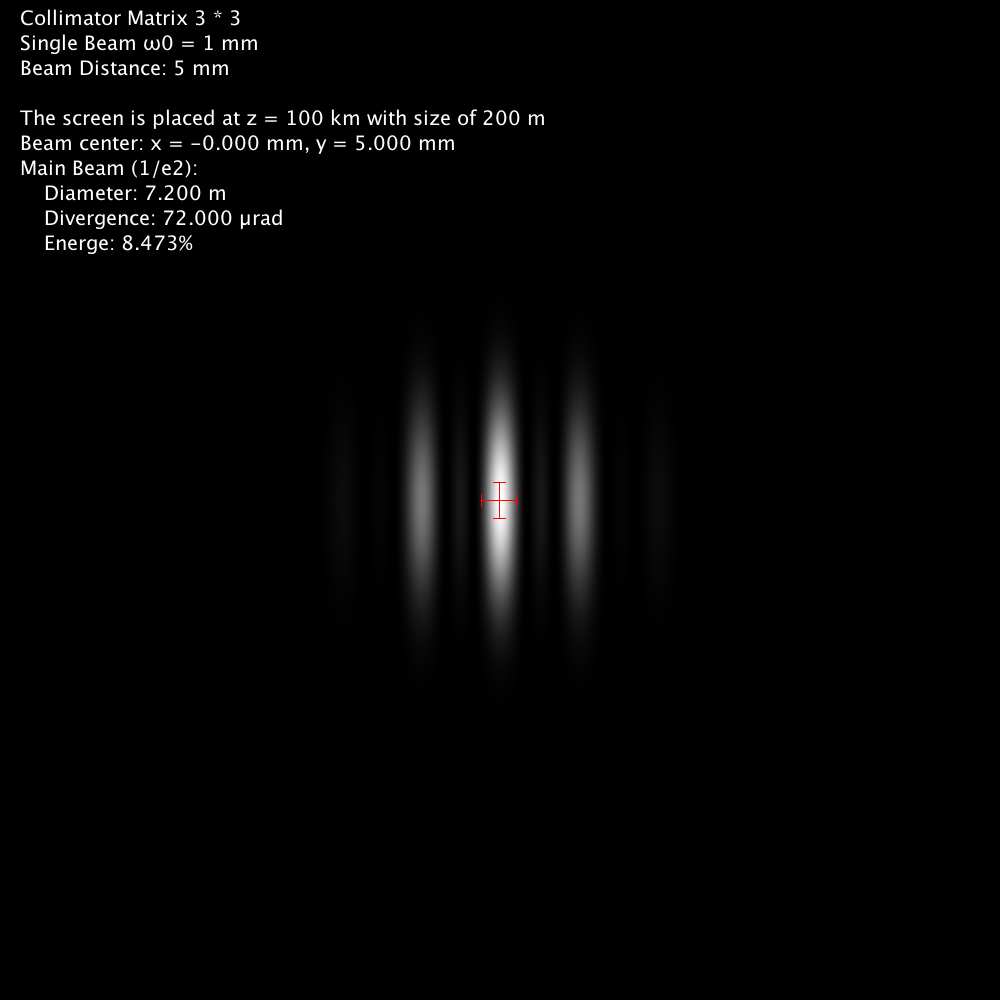 Collimator Matrix 3 * 3
Single Beam ω0 = 1 mm
Beam Distance: 5 mm
The screen is placed at z = 100 km with size of 200 m
Beam center: x = −0.000 mm, y = 5.000 mm
Main Beam (1/e2):
Diameter: 7.200 m
Divergence: 72.000 μrad
Energe: 8.473%